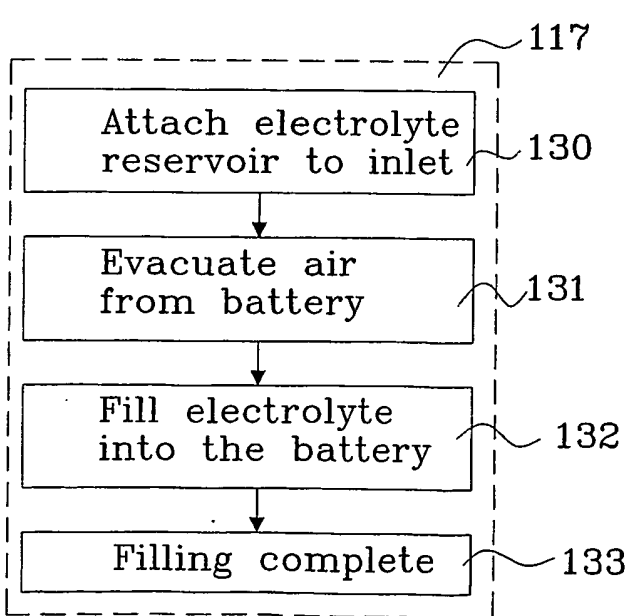 117
Attach electrolyte
reservoir to inlet
130
Evacuate air
from battery
131
Fill electrolyte
into the battery
132
Filling complete
133